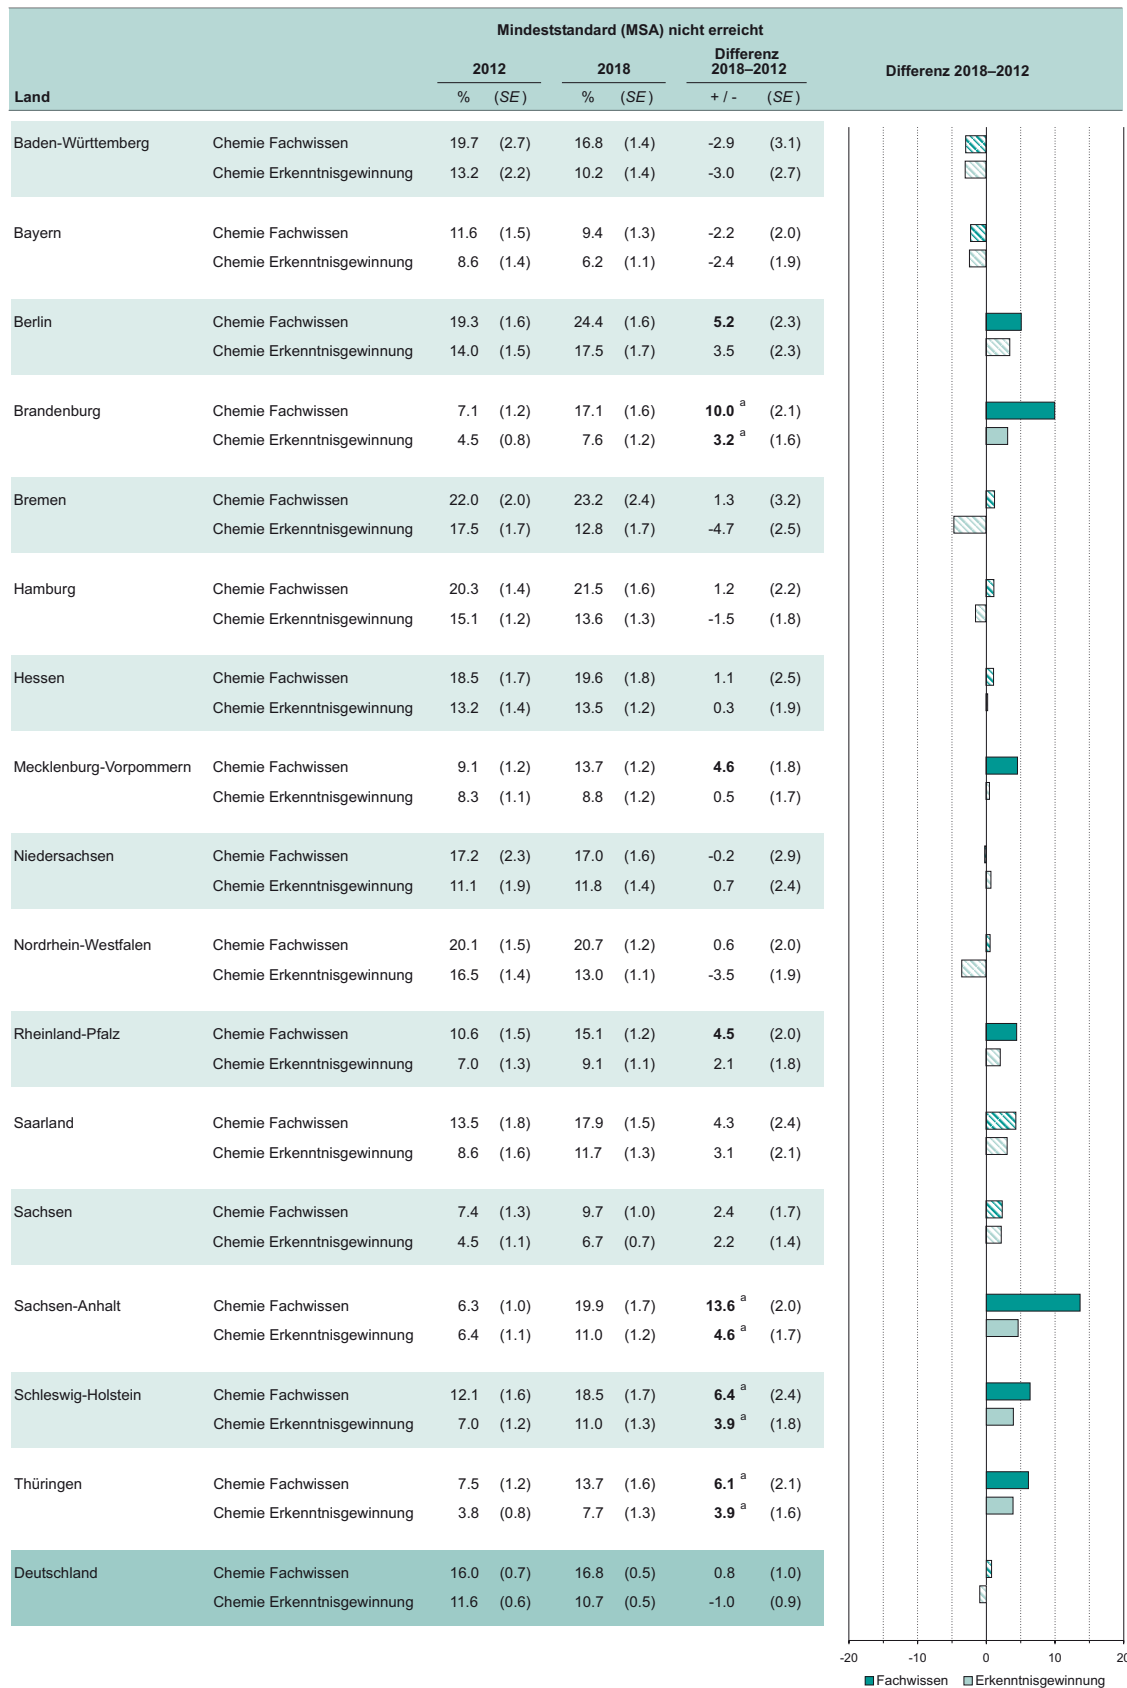 Mindeststandard (MSA) nicht erreicht
2012 2018 Differenz 2018–2012 Differenz 2018–2012
Land % (SE) % (SE) + / - (SE)
Baden-Württemberg Chemie Fachwissen 19.7 (2.7) 16.8 (1.4) -2.9 (3.1)
Chemie Erkenntnisgewinnung 13.2 (2.2) 10.2 (1.4) -3.0 (2.7)
Bayern Chemie Fachwissen 11.6 (1.5) 9.4 (1.3) -2.2 (2.0)
Chemie Erkenntnisgewinnung 8.6 (1.4) 6.2 (1.1) -2.4 (1.9)
Berlin Chemie Fachwissen 19.3 (1.6) 24.4 (1.6) 5.2 (2.3)
Chemie Erkenntnisgewinnung 14.0 (1.5) 17.5 (1.7) 3.5 (2.3)
Brandenburg Chemie Fachwissen 7.1 (1.2) 17.1 (1.6) 10.0 a (2.1)
Chemie Erkenntnisgewinnung 4.5 (0.8) 7.6 (1.2) 3.2 a (1.6)
Bremen Chemie Fachwissen 22.0 (2.0) 23.2 (2.4) 1.3 (3.2)
Chemie Erkenntnisgewinnung 17.5 (1.7) 12.8 (1.7) -4.7 (2.5)
Hamburg Chemie Fachwissen 20.3 (1.4) 21.5 (1.6) 1.2 (2.2)
Chemie Erkenntnisgewinnung 15.1 (1.2) 13.6 (1.3) -1.5 (1.8)
Hessen Chemie Fachwissen 18.5 (1.7) 19.6 (1.8) 1.1 (2.5)
Chemie Erkenntnisgewinnung 13.2 (1.4) 13.5 (1.2) 0.3 (1.9)
Mecklenburg-Vorpommern Chemie Fachwissen 9.1 (1.2) 13.7 (1.2) 4.6 (1.8)
Chemie Erkenntnisgewinnung 8.3 (1.1) 8.8 (1.2) 0.5 (1.7)
Niedersachsen Chemie Fachwissen 17.2 (2.3) 17.0 (1.6) -0.2 (2.9)
Chemie Erkenntnisgewinnung 11.1 (1.9) 11.8 (1.4) 0.7 (2.4)
Nordrhein-Westfalen Chemie Fachwissen 20.1 (1.5) 20.7 (1.2) 0.6 (2.0)
Chemie Erkenntnisgewinnung 16.5 (1.4) 13.0 (1.1) -3.5 (1.9)
Rheinland-Pfalz Chemie Fachwissen 10.6 (1.5) 15.1 (1.2) 4.5 (2.0)
Chemie Erkenntnisgewinnung 7.0 (1.3) 9.1 (1.1) 2.1 (1.8)
Saarland Chemie Fachwissen 13.5 (1.8) 17.9 (1.5) 4.3 (2.4)
Chemie Erkenntnisgewinnung 8.6 (1.6) 11.7 (1.3) 3.1 (2.1)
Sachsen Chemie Fachwissen 7.4 (1.3) 9.7 (1.0) 2.4 (1.7)
Chemie Erkenntnisgewinnung 4.5 (1.1) 6.7 (0.7) 2.2 (1.4)
Sachsen-Anhalt Chemie Fachwissen 6.3 (1.0) 19.9 (1.7) 13.6 a (2.0)
Chemie Erkenntnisgewinnung 6.4 (1.1) 11.0 (1.2) 4.6 a (1.7)
Schleswig-Holstein Chemie Fachwissen 12.1 (1.6) 18.5 (1.7) 6.4 a (2.4)
Chemie Erkenntnisgewinnung 7.0 (1.2) 11.0 (1.3) 3.9 a (1.8)
Thüringen Chemie Fachwissen 7.5 (1.2) 13.7 (1.6) 6.1 a (2.1)
Chemie Erkenntnisgewinnung 3.8 (0.8) 7.7 (1.3) 3.9 a (1.6)
Deutschland Chemie Fachwissen 16.0 (0.7) 16.8 (0.5) 0.8 (1.0)
Chemie Erkenntnisgewinnung 11.6 (0.6) 10.7 (0.5) -1.0 (0.9)
-20 -10 0 10 20
Fachwissen Erkenntnisgewinnung